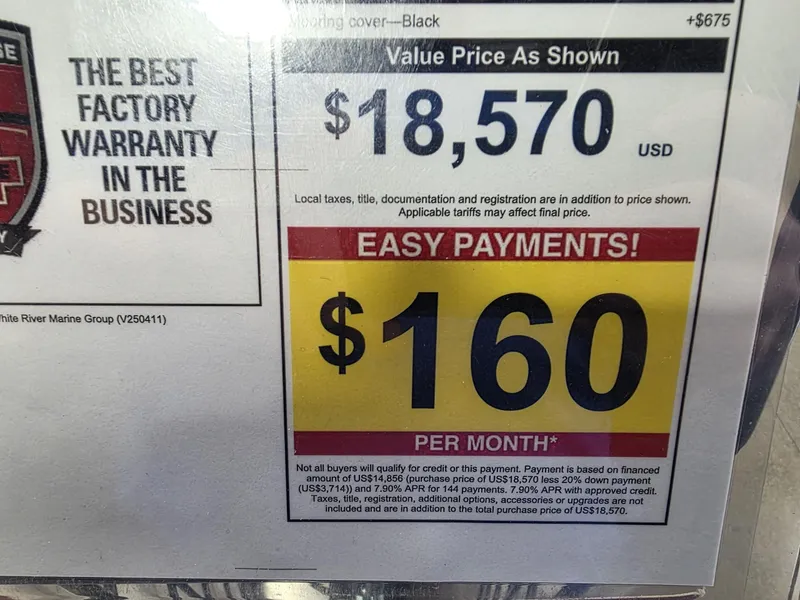 Mooring cover—Black +$675
Value Price As Shown
$18,570 USD
Local taxes, title, documentation and registration are in addition to price shown.
Applicable tariffs may affect final price.
EASY PAYMENTS!
$160
PER MONTH*
Not all buyers will qualify for credit or this payment. Payment is based on financed
amount of US$14,856 (purchase price of US$18,570 less 20% down payment
(US$3,714)) and 7.90% APR for 144 payments. 7.90% APR with approved credit.
Taxes, title, registration, additional options, accessories or upgrades are not
included and are in addition to the total purchase price of US$18,570.
THE BEST
FACTORY
WARRANTY
IN THE
BUSINESS
hite River Marine Group (V250411)